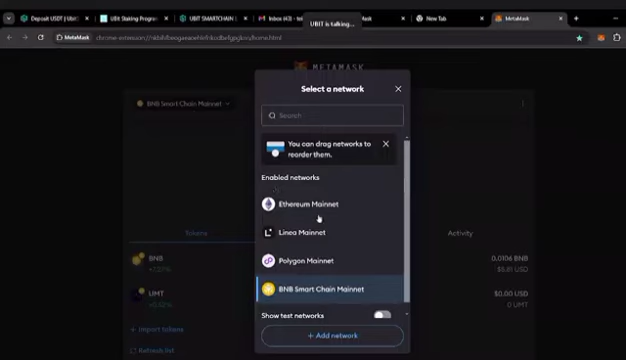 Deposit USDT | Ubit
UBit Staking Program
UBIT SMARTCHAIN |
Inbox (43) - tel
UBIT is talking...
New Tab
MetaMask
MetaMask
METAMASK
BNB Smart Chain Mainnet
Select a network
Search
You can drag networks to
reorder them.
Enabled networks
Ethereum Mainnet
Linea Mainnet
Polygon Mainnet
BNB Smart Chain Mainnet
Show test networks
+ Add network
Tokens
Activity
BNB
0.0106 BNB
$6.81 USD
UMT
$0.00 USD
0 UMT
+ Import tokens
Refresh list